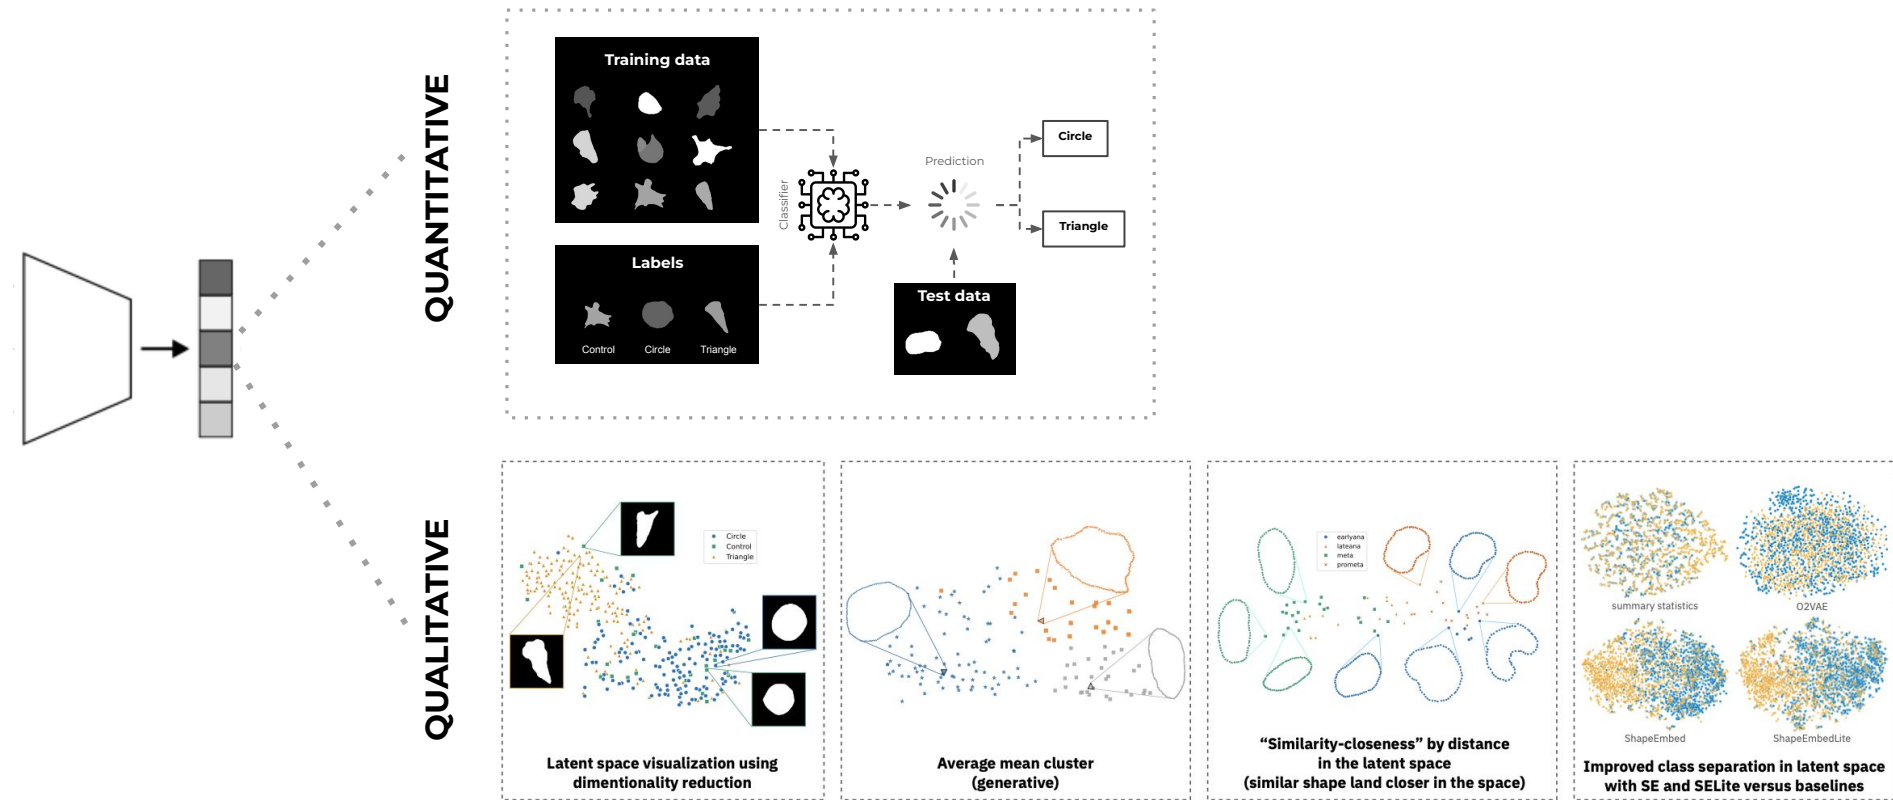 QUANTITATIVE
Training data
Labels
Control
Circle
Triangle
Classifier
Prediction
Test data
Circle
Triangle
QUALITATIVE
Circle
Control
Triangle
Latent space visualization using
dimentionality reduction
Average mean cluster
(generative)
earlyana
lateana
meta
prometa
“Similarity-closeness” by distance
in the latent space
(similar shape land closer in the space)
summary statistics
O2VAE
ShapeEmbed
ShapeEmbedLite
Improved class separation in latent space
with SE and SELite versus baselines